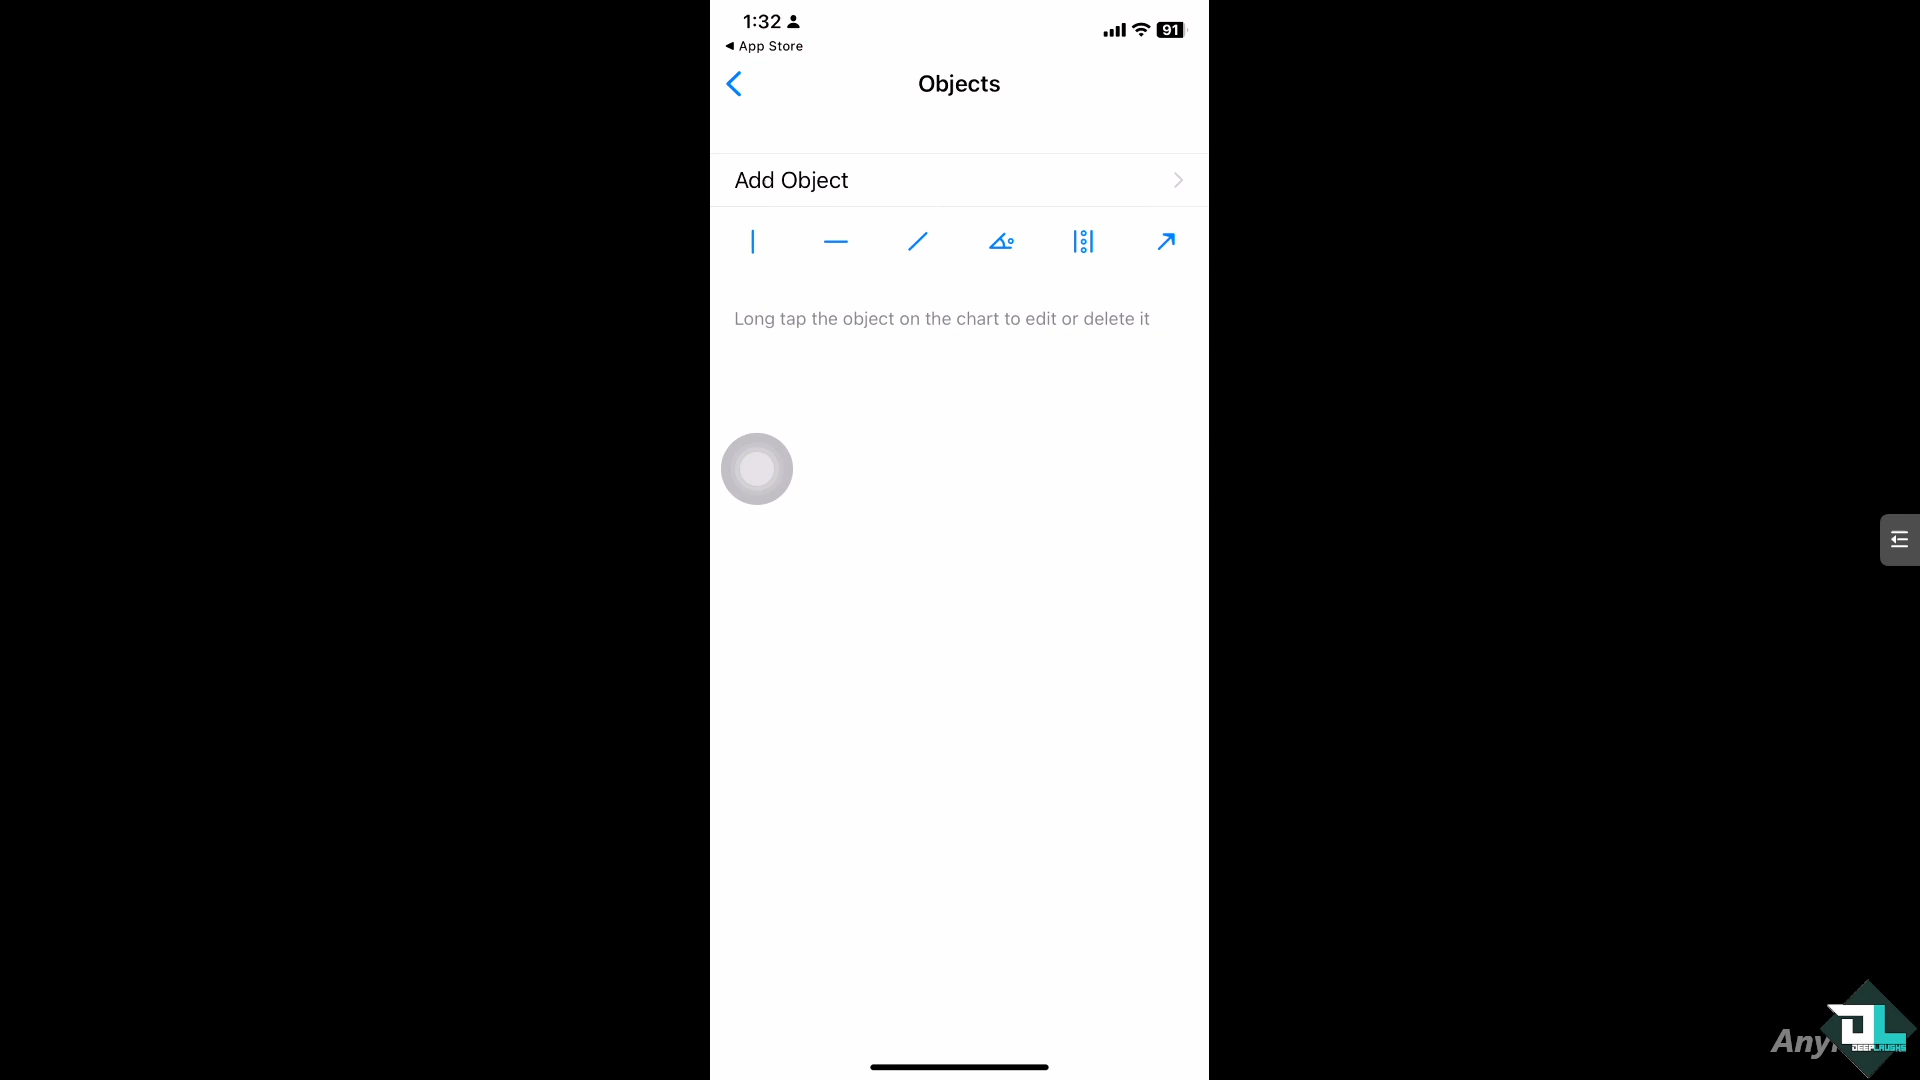 1:32
91
App Store
Objects
Add Object
Long tap the object on the chart to edit or delete it
DEEPLAUGHS